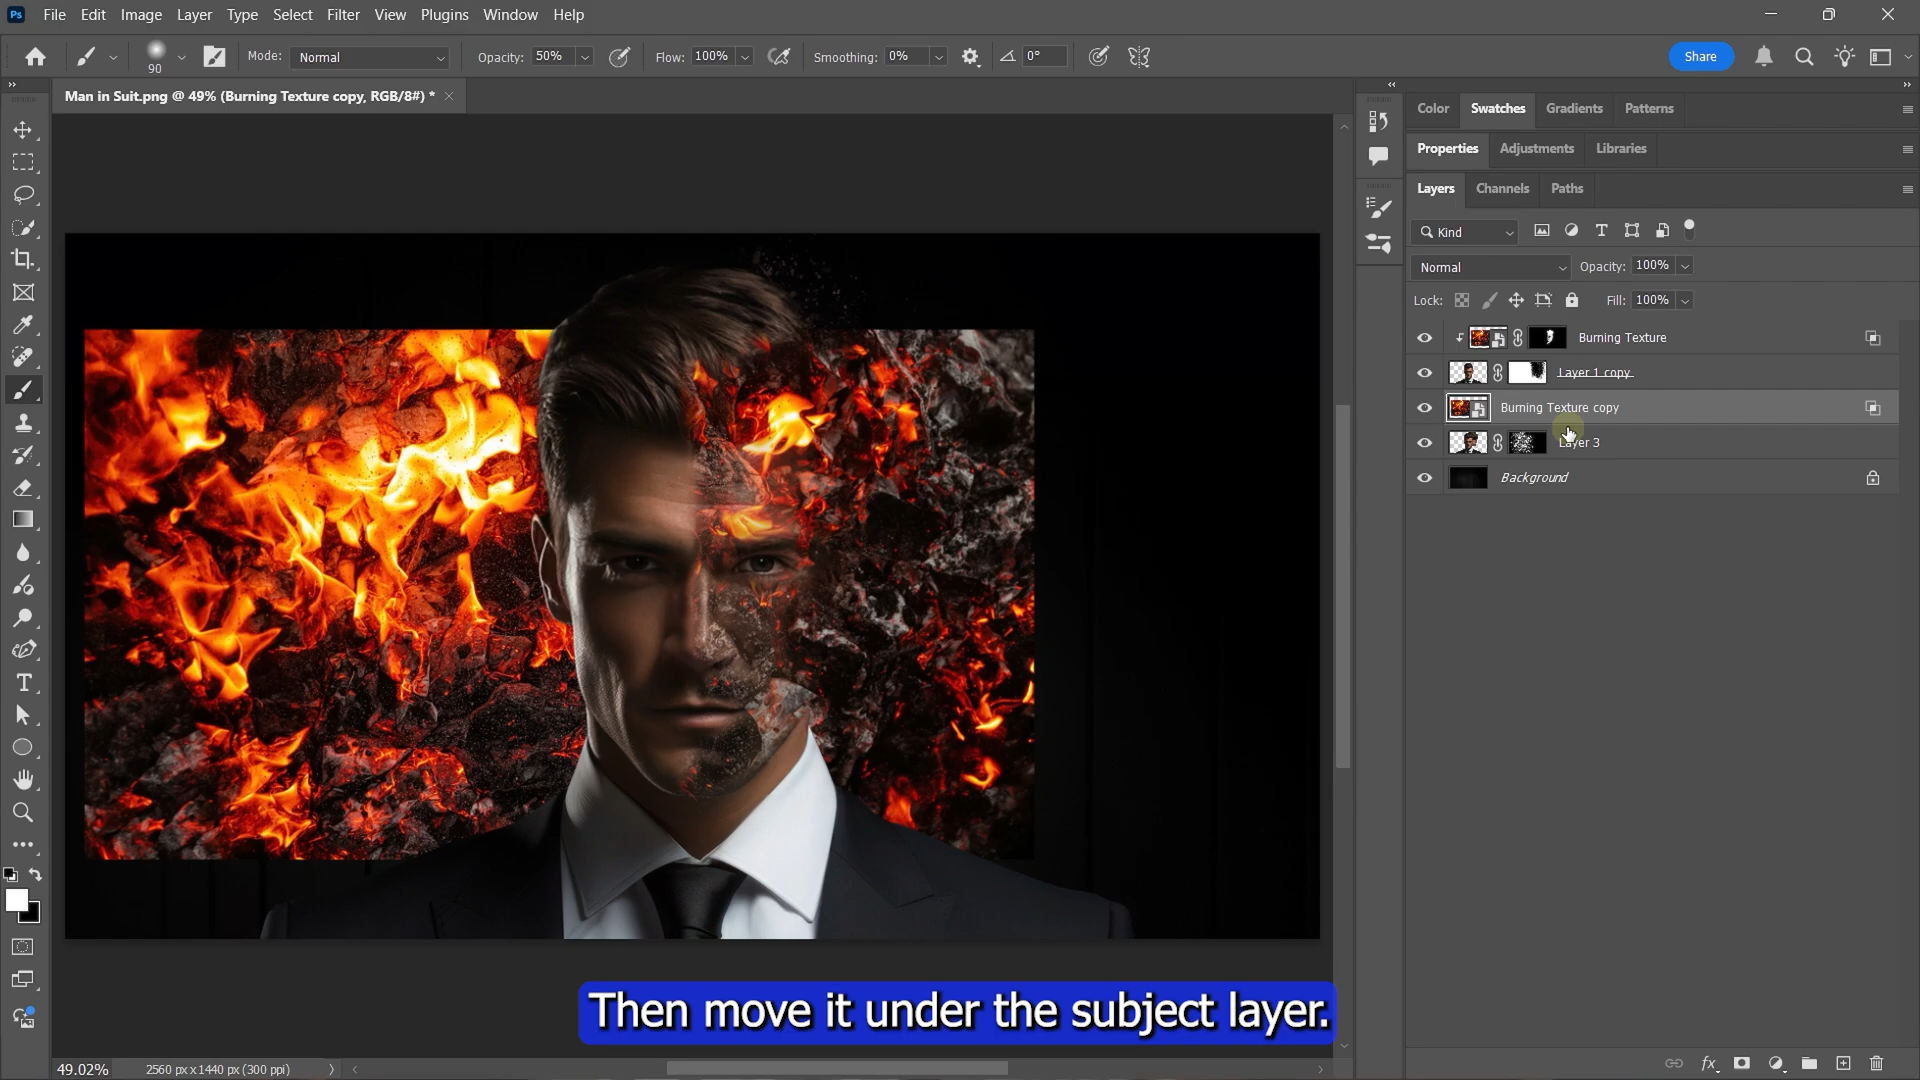 Ps File Edit Image Layer Type Select Filter View Plugins Window Help
90 Mode: Normal Opacity: 50% Flow: 100% Smoothing: 0% 0° Share
Man in Suit.png @ 49% (Burning Texture copy, RGB/8#) *
Color Swatches Gradients Patterns
Properties Adjustments Libraries
Layers Channels Paths
Kind
Normal Opacity: 100%
Lock: Fill: 100%
Burning Texture
Layer 1 copy
Burning Texture copy
Layer 3
Background
Then move it under the subject layer.
49.02% 2560 px x 1440 px (300 ppi)